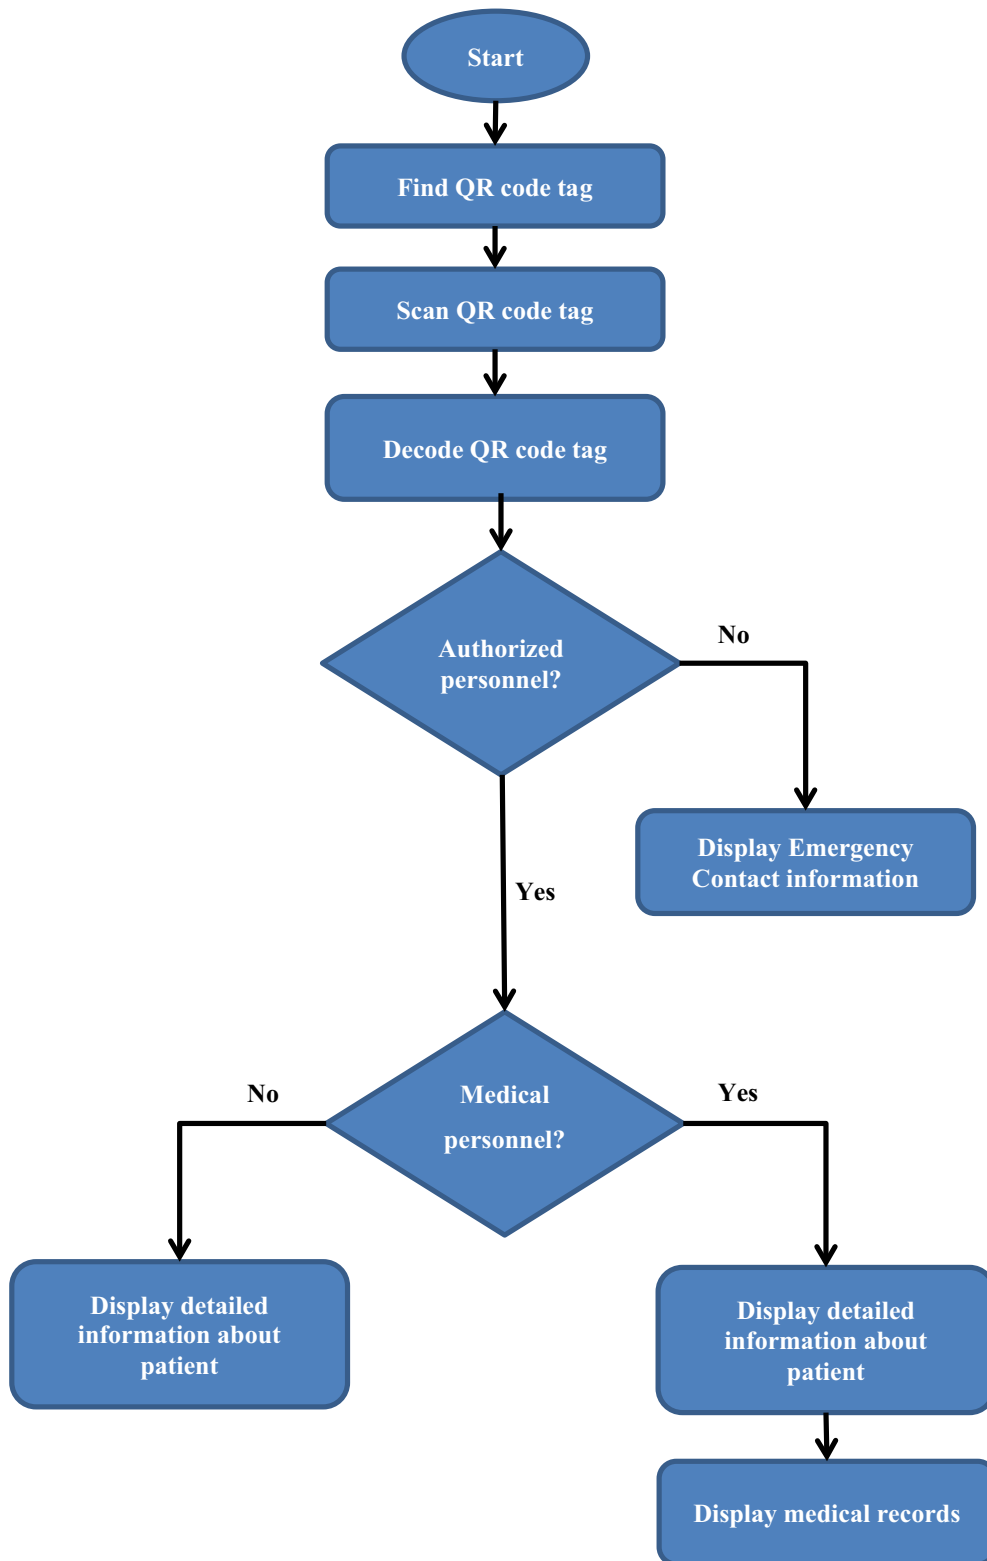 Start
Find QR code tag
Scan QR code tag
Decode QR code tag
Authorized
personnel?
No
Display Emergency
Contact information
Yes
Medical
personnel?
No
Yes
Display detailed
information about
patient
Display detailed
information about
patient
Display medical records